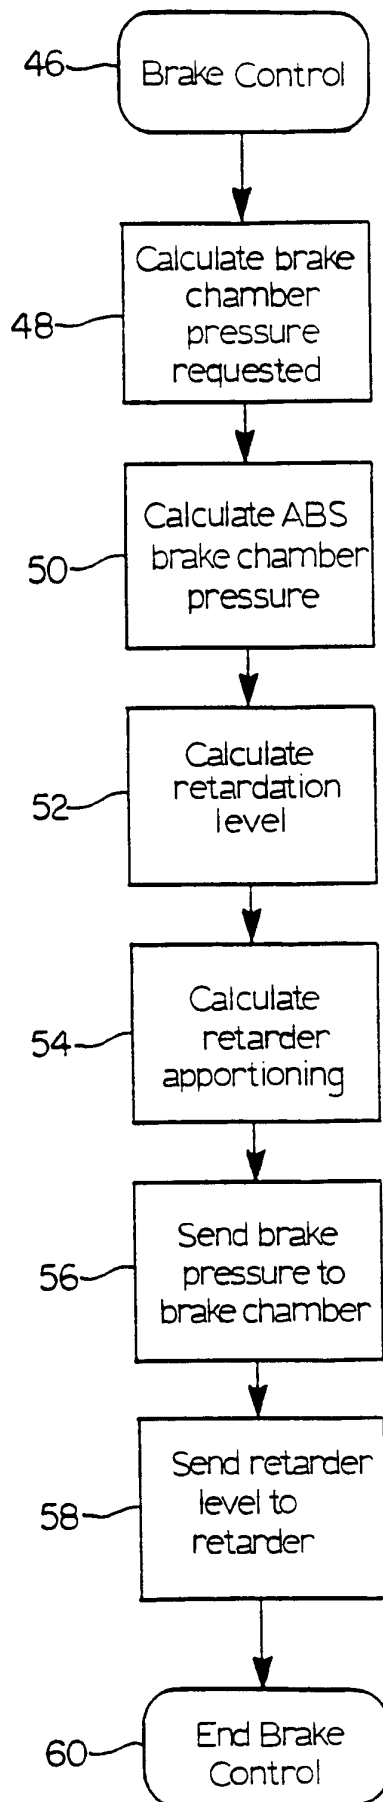 46
Brake Control
48
Calculate brake
chamber
pressure
requested
50
Calculate ABS
brake chamber
pressure
52
Calculate
retardation
level
54
Calculate
retarder
apportioning
56
Send brake
pressure to
brake chamber
58
Send retarder
level to
retarder
60
End Brake
Control